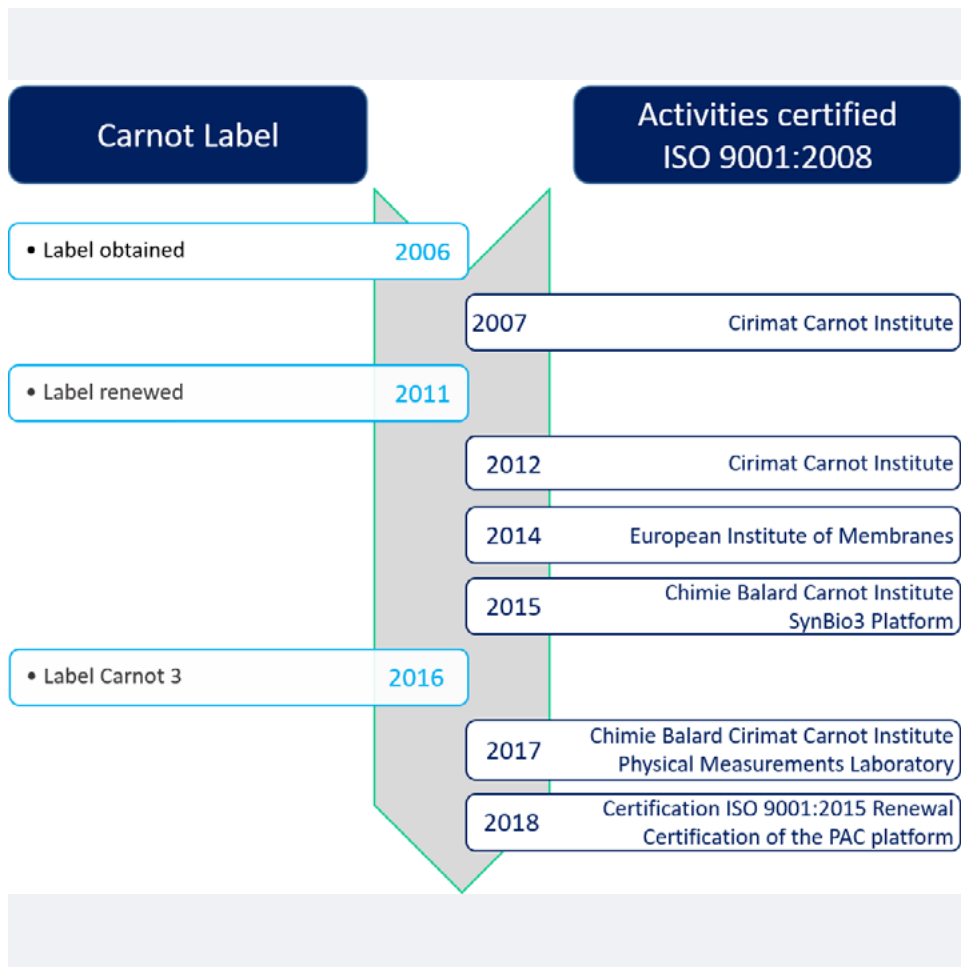 Carnot Label
Activities certified
ISO 9001:2008
• Label obtained 2006
2007 Cirimat Carnot Institute
• Label renewed 2011
2012 Cirimat Carnot Institute
2014 European Institute of Membranes
2015 Chimie Balard Carnot Institute
SynBio3 Platform
• Label Carnot 3 2016
2017 Chimie Balard Cirimat Carnot Institute
Physical Measurements Laboratory
2018 Certification ISO 9001:2015 Renewal
Certification of the PAC platform